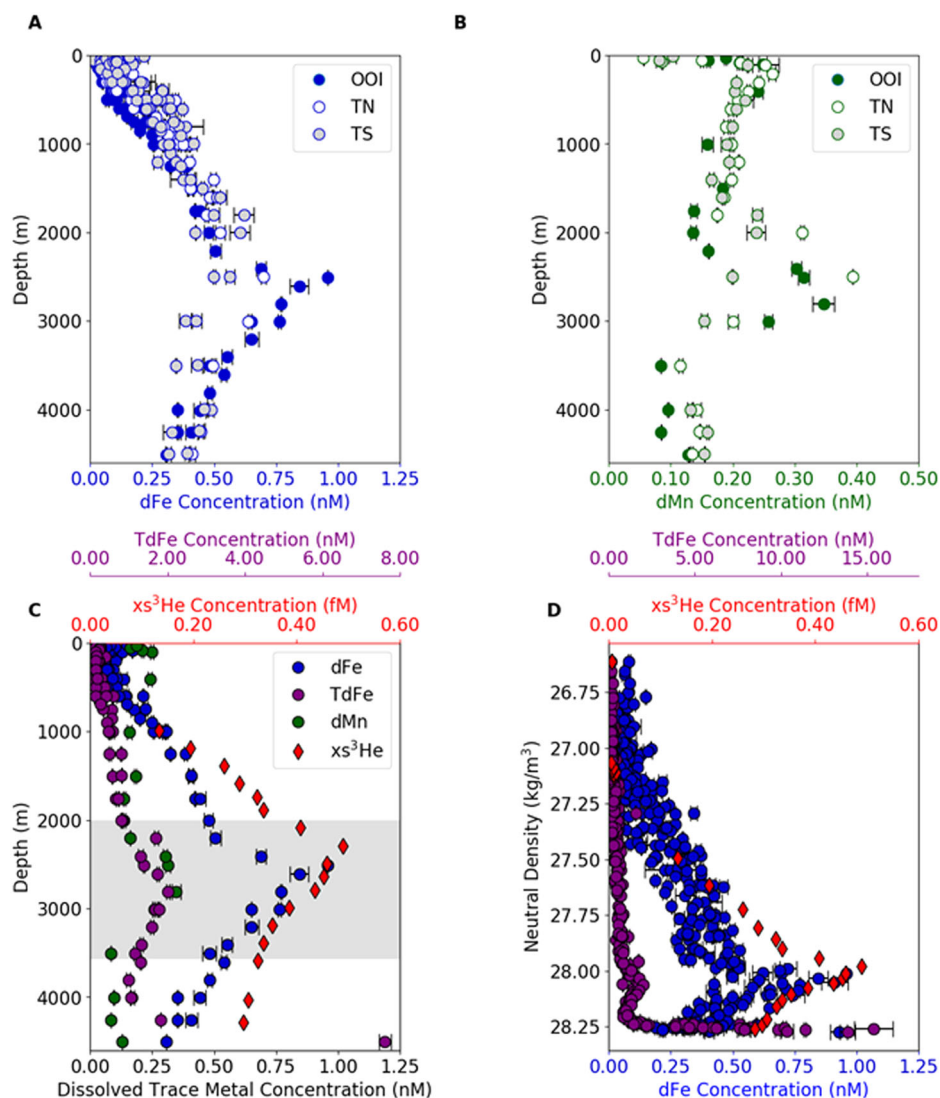 A
B
0
1000
2000
3000
4000
Depth (m)
OOI
TN
TS
0.00 0.25 0.50 0.75 1.00 1.25
dFe Concentration (nM)
0
1000
2000
3000
4000
Depth (m)
OOI
TN
TS
0.00 0.10 0.20 0.30 0.40 0.50
dMn Concentration (nM)
TdFe Concentration (nM)
0.00 2.00 4.00 6.00 8.00
TdFe Concentration (nM)
0.00 5.00 10.00 15.00
C
xs³He Concentration (fM)
0.00 0.20 0.40 0.60
0
1000
2000
3000
4000
Depth (m)
dFe
TdFe
dMn
xs³He
0.00 0.25 0.50 0.75 1.00 1.25
Dissolved Trace Metal Concentration (nM)
D
xs³He Concentration (fM)
0.00 0.20 0.40 0.60
26.75
27.00
27.25
27.50
27.75
28.00
28.25
Neutral Density (kg/m³)
0.00 0.25 0.50 0.75 1.00 1.25
dFe Concentration (nM)